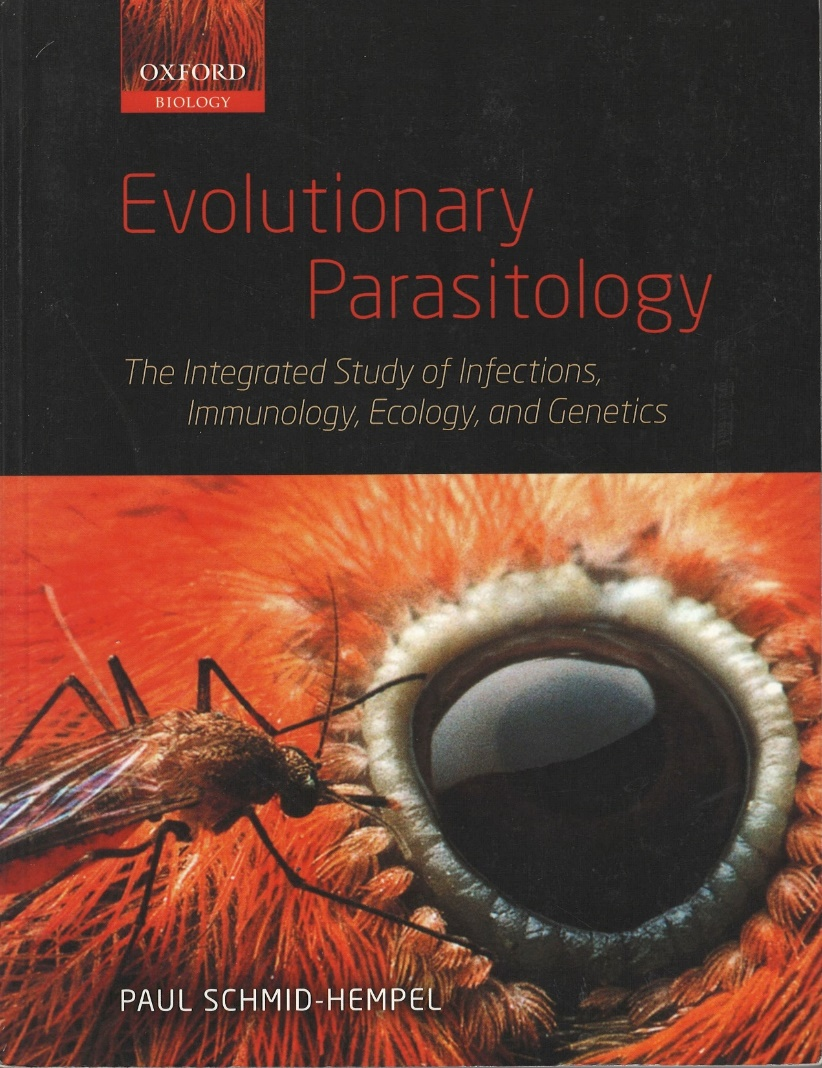 OXFORD
BIOLOGY
Evolutionary
Parasitology
The Integrated Study of Infections,
Immunology, Ecology, and Genetics
PAUL SCHMID-HEMPEL